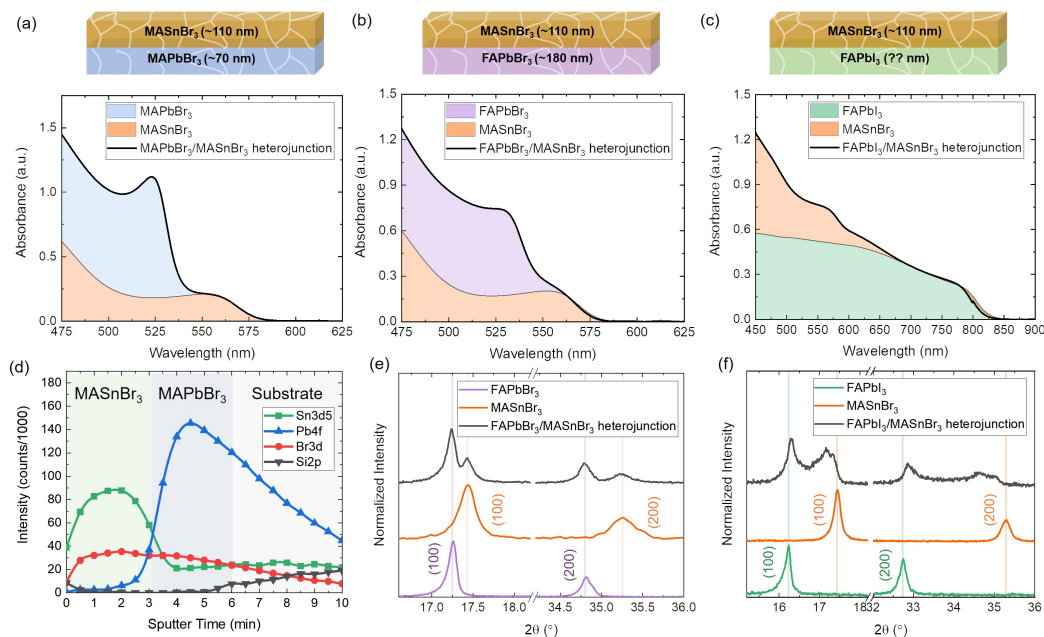 (a)
MASnBr₃ (~110 nm)
MAPbBr₃ (~70 nm)
MAPbBr₃
MASnBr₃
MAPbBr₃/MASnBr₃ heterojunction
Absorbance (a.u.)
1.5
1.0
0.5
0.0
475 500 525 550 575 600 625
Wavelength (nm)
(b)
MASnBr₃ (~110 nm)
FAPbBr₃ (~180 nm)
FAPbBr₃
MASnBr₃
FAPbBr₃/MASnBr₃ heterojunction
Absorbance (a.u.)
1.5
1.2
0.9
0.6
0.3
0.0
475 500 525 550 575 600 625
Wavelength (nm)
(c)
MASnBr₃ (~110 nm)
FAPbI₃ (?? nm)
FAPbI₃
MASnBr₃
FAPbI₃/MASnBr₃ heterojunction
Absorbance (a.u.)
1.5
1.2
0.9
0.6
0.3
0.0
450 500 550 600 650 700 750 800 850 900
Wavelength (nm)
(d)
MASnBr₃ MAPbBr₃ Substrate
Sn3d5
Pb4f
Br3d
Si2p
Intensity (counts/1000)
180
160
140
120
100
80
60
40
20
0
0 1 2 3 4 5 6 7 8 9 10
Sputter Time (min)
(e)
FAPbBr₃
MASnBr₃
FAPbBr₃/MASnBr₃ heterojunction
Normalized Intensity
(100)
(200)
(100)
(200)
17.0 17.5 18.0 34.5 35.0 35.5 36.0
2θ (°)
(f)
FAPbI₃
MASnBr₃
FAPbI₃/MASnBr₃ heterojunction
Normalized Intensity
(100)
(200)
(100)
(200)
16 17 18 32 33 34 35 36
2θ (°)